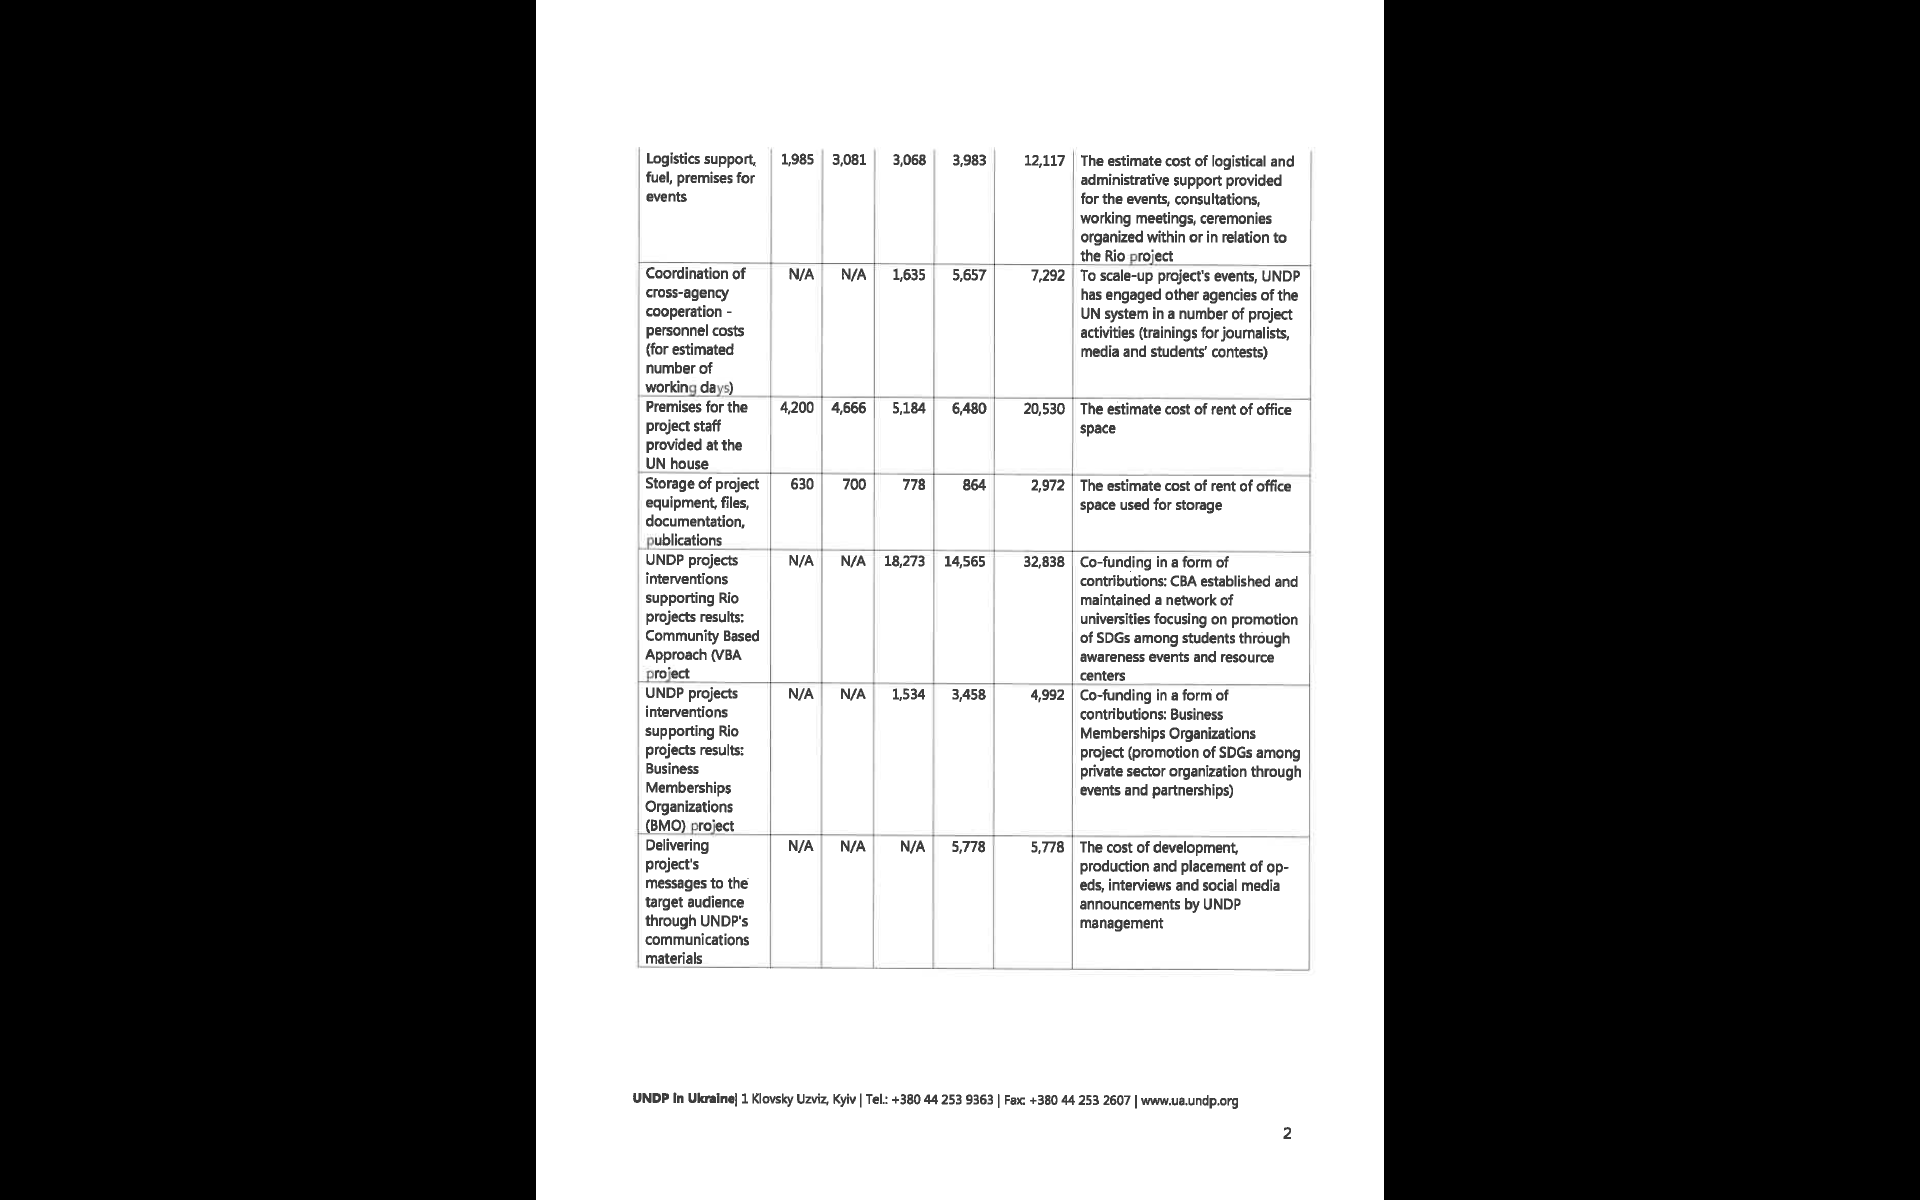 Logistics support, 1,985 3,081 3,068 3,983 12,117 The estimate cost of logistical and
fuel, premises for administrative support provided
events for the events, consultations,
working meetings, ceremonies
organized within or in relation to
the Rio project
Coordination of N/A N/A 1,635 5,657 7,292 To scale-up project's events, UNDP
cross-agency has engaged other agencies of the
cooperation - UN system in a number of project
personnel costs activities (trainings for journalists,
(for estimated media and students' contests)
number of
working days)
Premises for the 4,200 4,666 5,184 6,480 20,530 The estimate cost of rent of office
project staff space
provided at the
UN house
Storage of project 630 700 778 864 2,972 The estimate cost of rent of office
equipment, files, space used for storage
documentation,
publications
UNDP projects N/A N/A 18,273 14,565 32,838 Co-funding in a form of
interventions contributions: CBA established and
supporting Rio maintained a network of
projects results: universities focusing on promotion
Community Based of SDGs among students through
Approach (VBA awareness events and resource
project centers
UNDP projects N/A N/A 1,534 3,458 4,992 Co-funding in a form of
interventions contributions: Business
supporting Rio Memberships Organizations
projects results: project (promotion of SDGs among
Business private sector organization through
Memberships events and partnerships)
Organizations
(BMO) project
Delivering N/A N/A N/A 5,778 5,778 The cost of development,
project's production and placement of op-
messages to the eds, interviews and social media
target audience announcements by UNDP
through UNDP's management
communications
materials
UNDP in Ukraine| 1 Klovsky Uzviz, Kyiv | Tel.: +380 44 253 9363 | Fax: +380 44 253 2607 | www.ua.undp.org
2